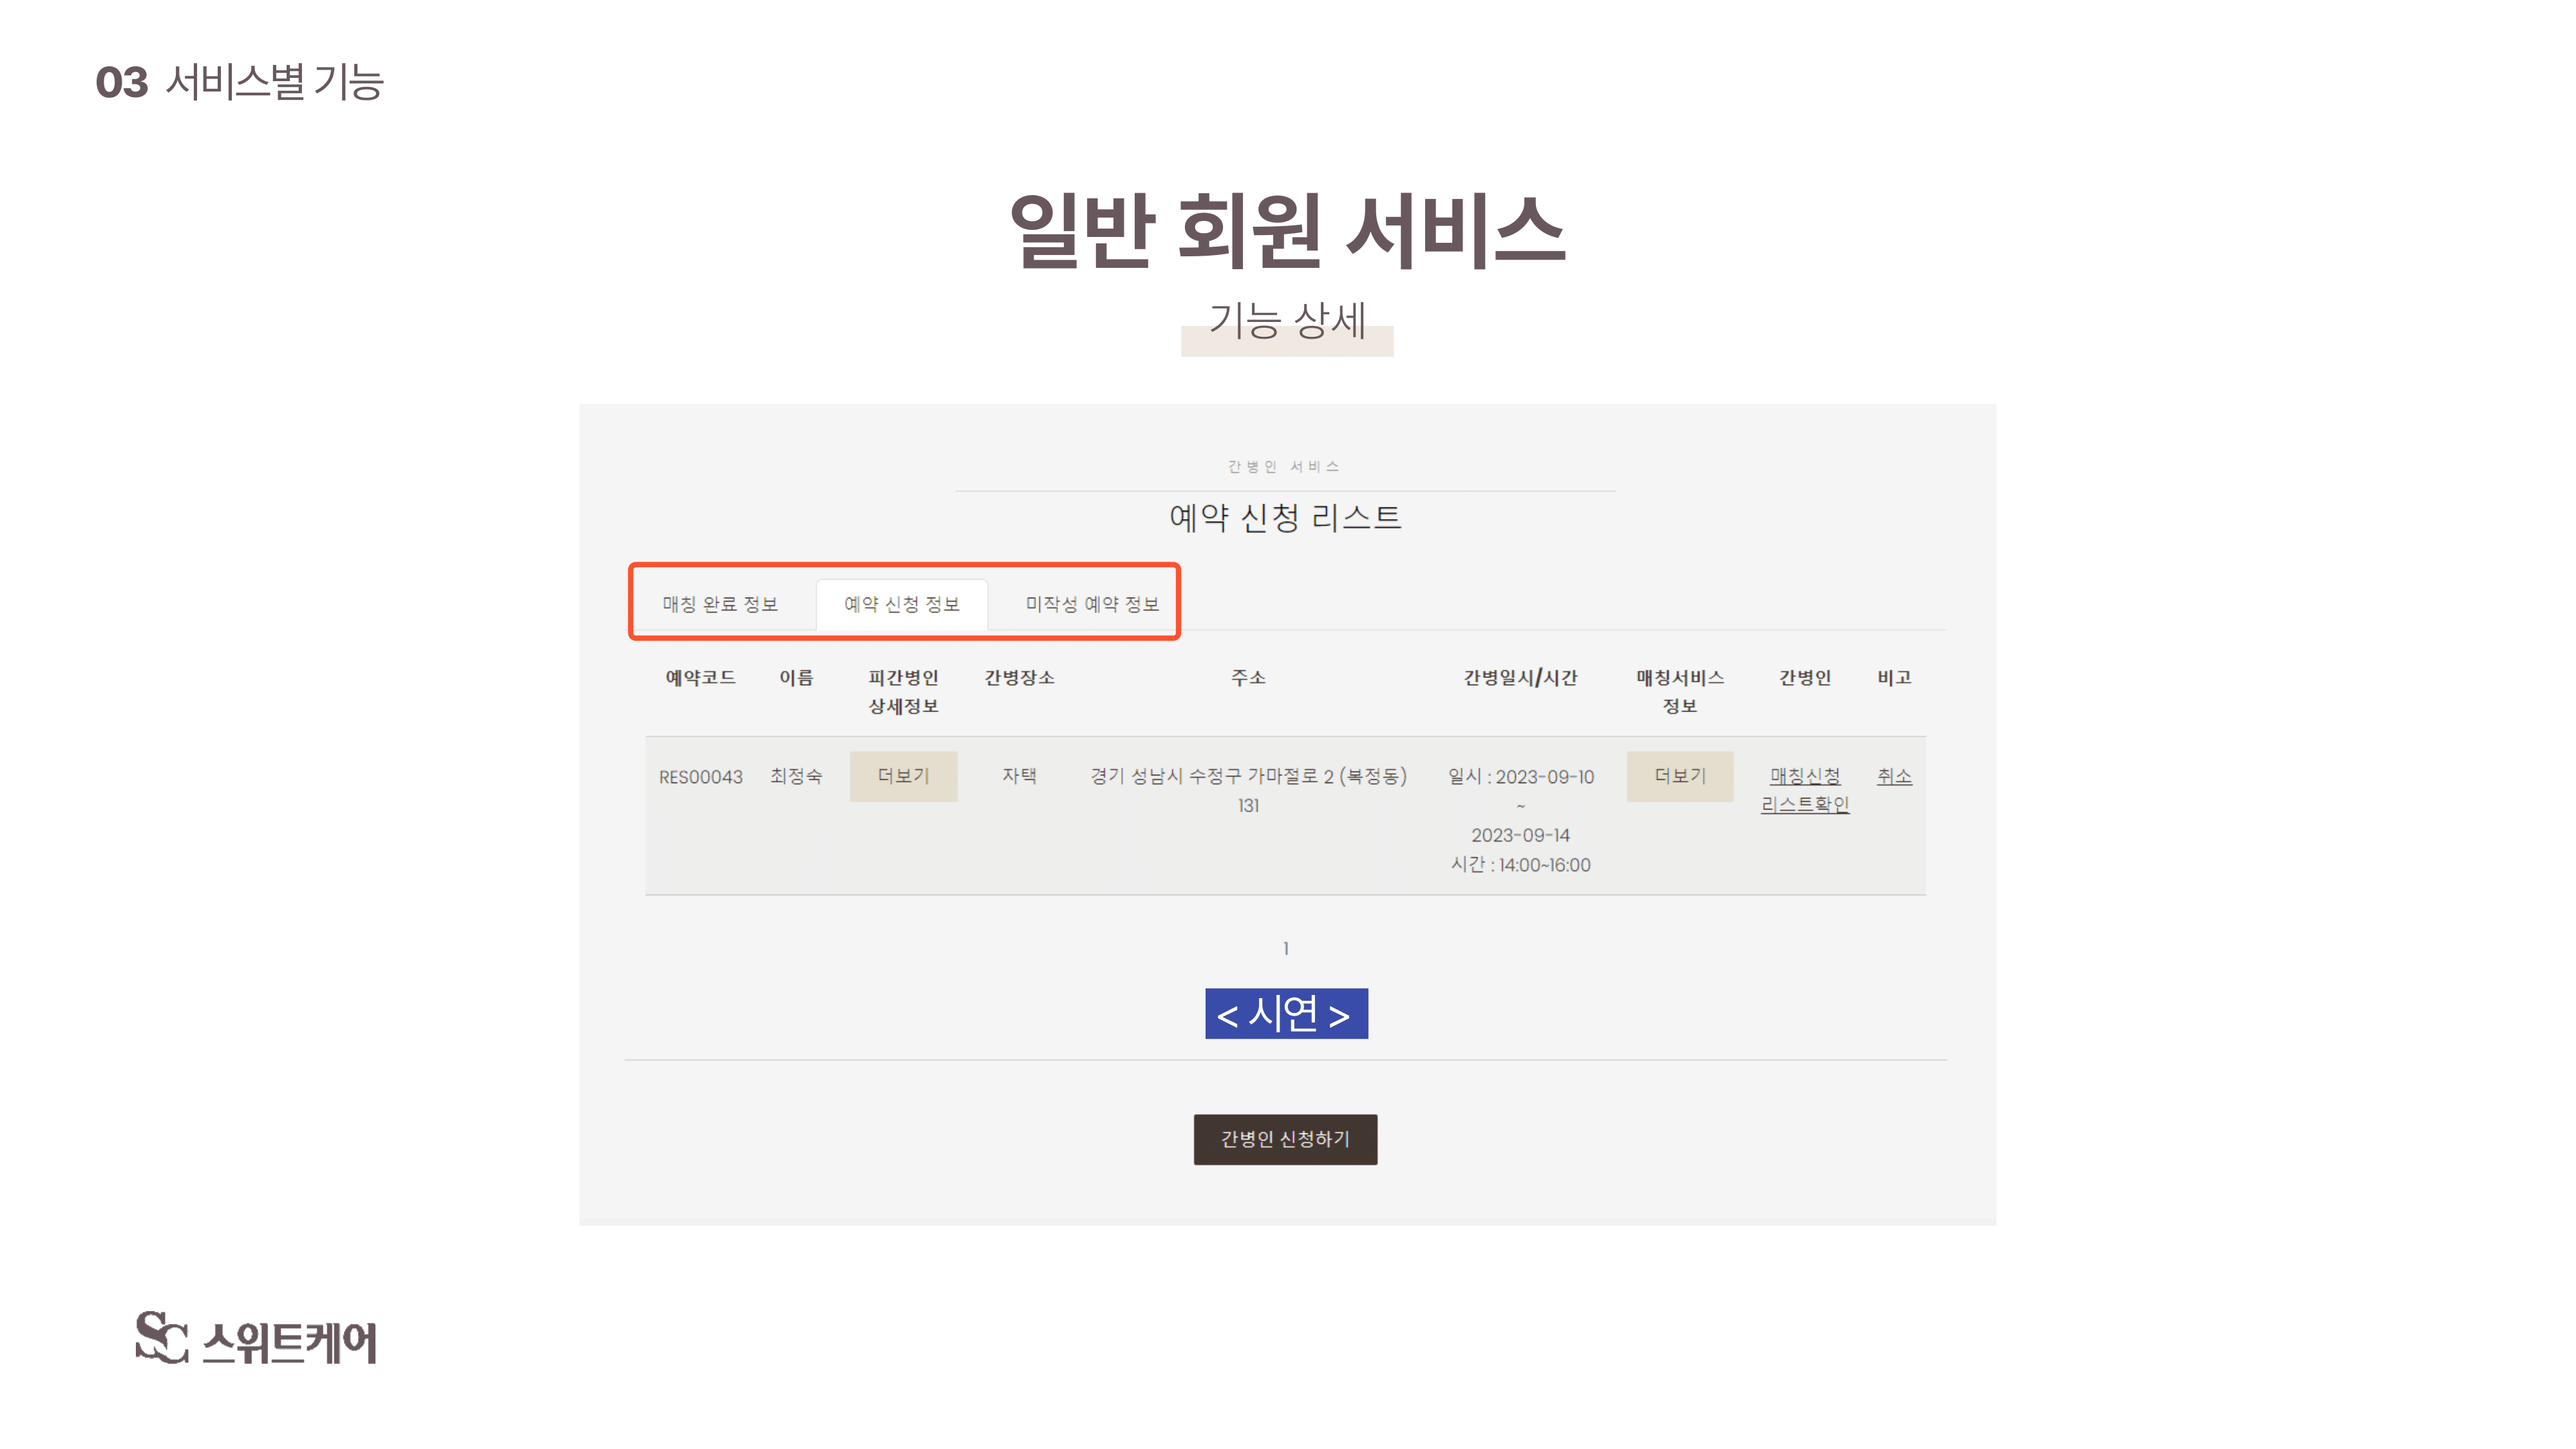 03 서비스별 기능
일반 회원 서비스
기능 상세
간병인 서비스
예약 신청 리스트
매칭 완료 정보 예약 신청 정보 미작성 예약 정보
예약코드 이름 피간병인 간병장소 주소 간병일시/시간 매칭서비스 간병인 비고
상세정보 정보
RES00043 최정숙 더보기 자택 경기 성남시 수정구 가마절로 2 (복정동) 일시 : 2023-09-10 더보기 매칭신청 취소
131 ~ 리스트확인
2023-09-14
시간 : 14:00~16:00
1
< 시연 >
간병인 신청하기
SC 스위트케어